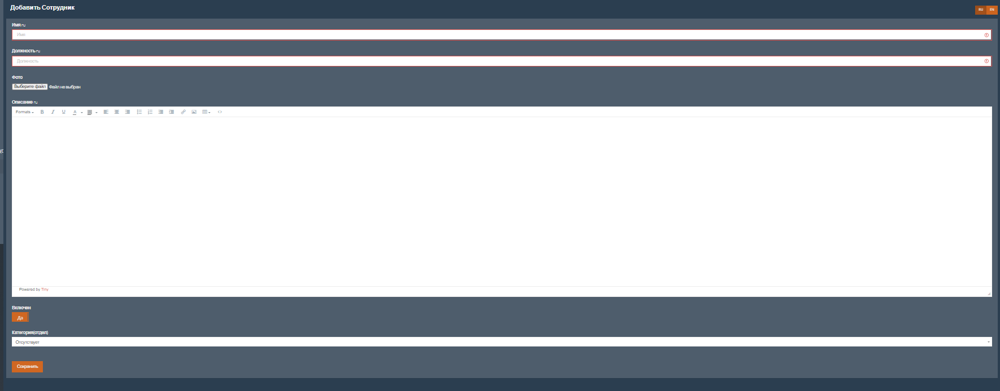 Добавить Сотрудник
RU EN
Имя ru
Имя
Должность ru
Должность
Фото
Выберите файл Файл не выбран
Описание ru
Formats B I U A
Powered by Tiny
Включен
Да
Категория(отдел)
Отсутствует
Сохранить